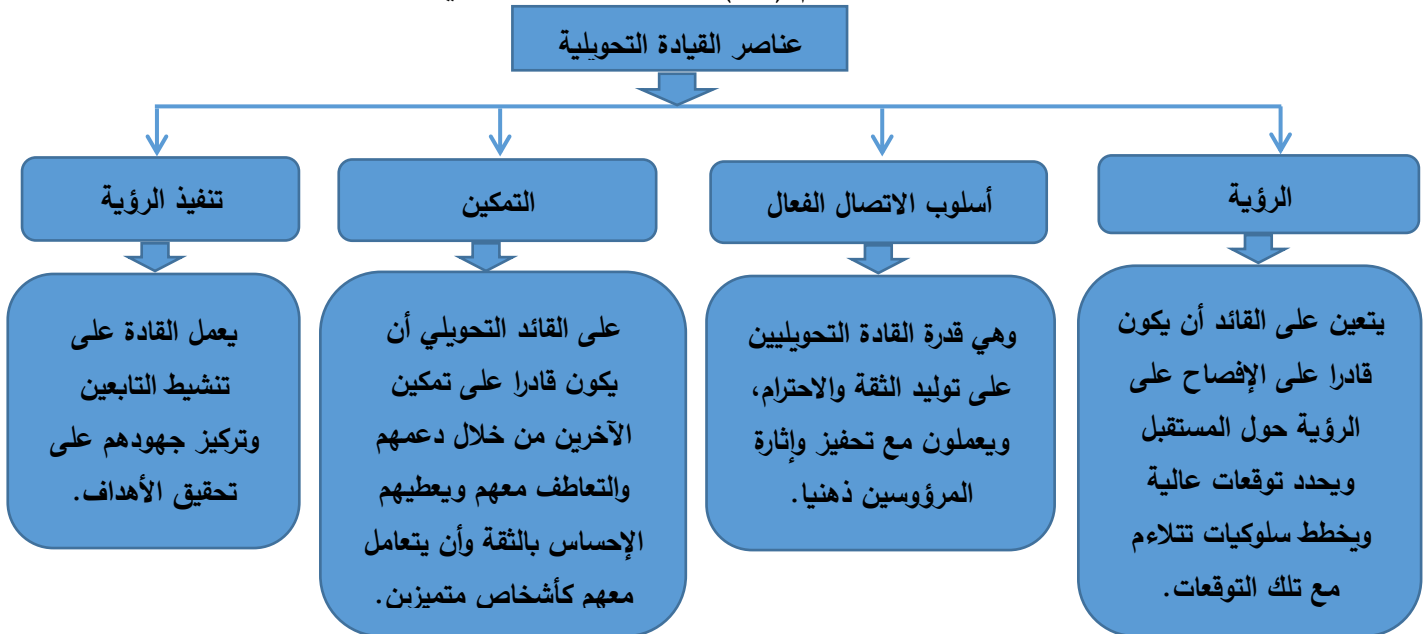 عناصر القيادة التحويلية
الرؤية
أسلوب الاتصال الفعال
التمكين
تنفيذ الرؤية
يتعين على القائد أن يكون
قادرا على الإفصاح على
الرؤية حول المستقبل
ويحدد توقعات عالية
ويخطط سلوكيات تتلاءم
مع تلك التوقعات.
وهي قدرة القادة التحويليين
على توليد الثقة والاحترام،
ويعملون مع تحفيز وإثارة
المرؤوسين ذهنيا.
على القائد التحويلي أن
يكون قادرا على تمكين
الآخرين من خلال دعمهم
والتعاطف معهم ويعطيهم
الإحساس بالثقة وأن يتعامل
معهم كأشخاص متميزين.
يعمل القادة على
تنشيط التابعين
وتركيز جهودهم على
تحقيق الأهداف.